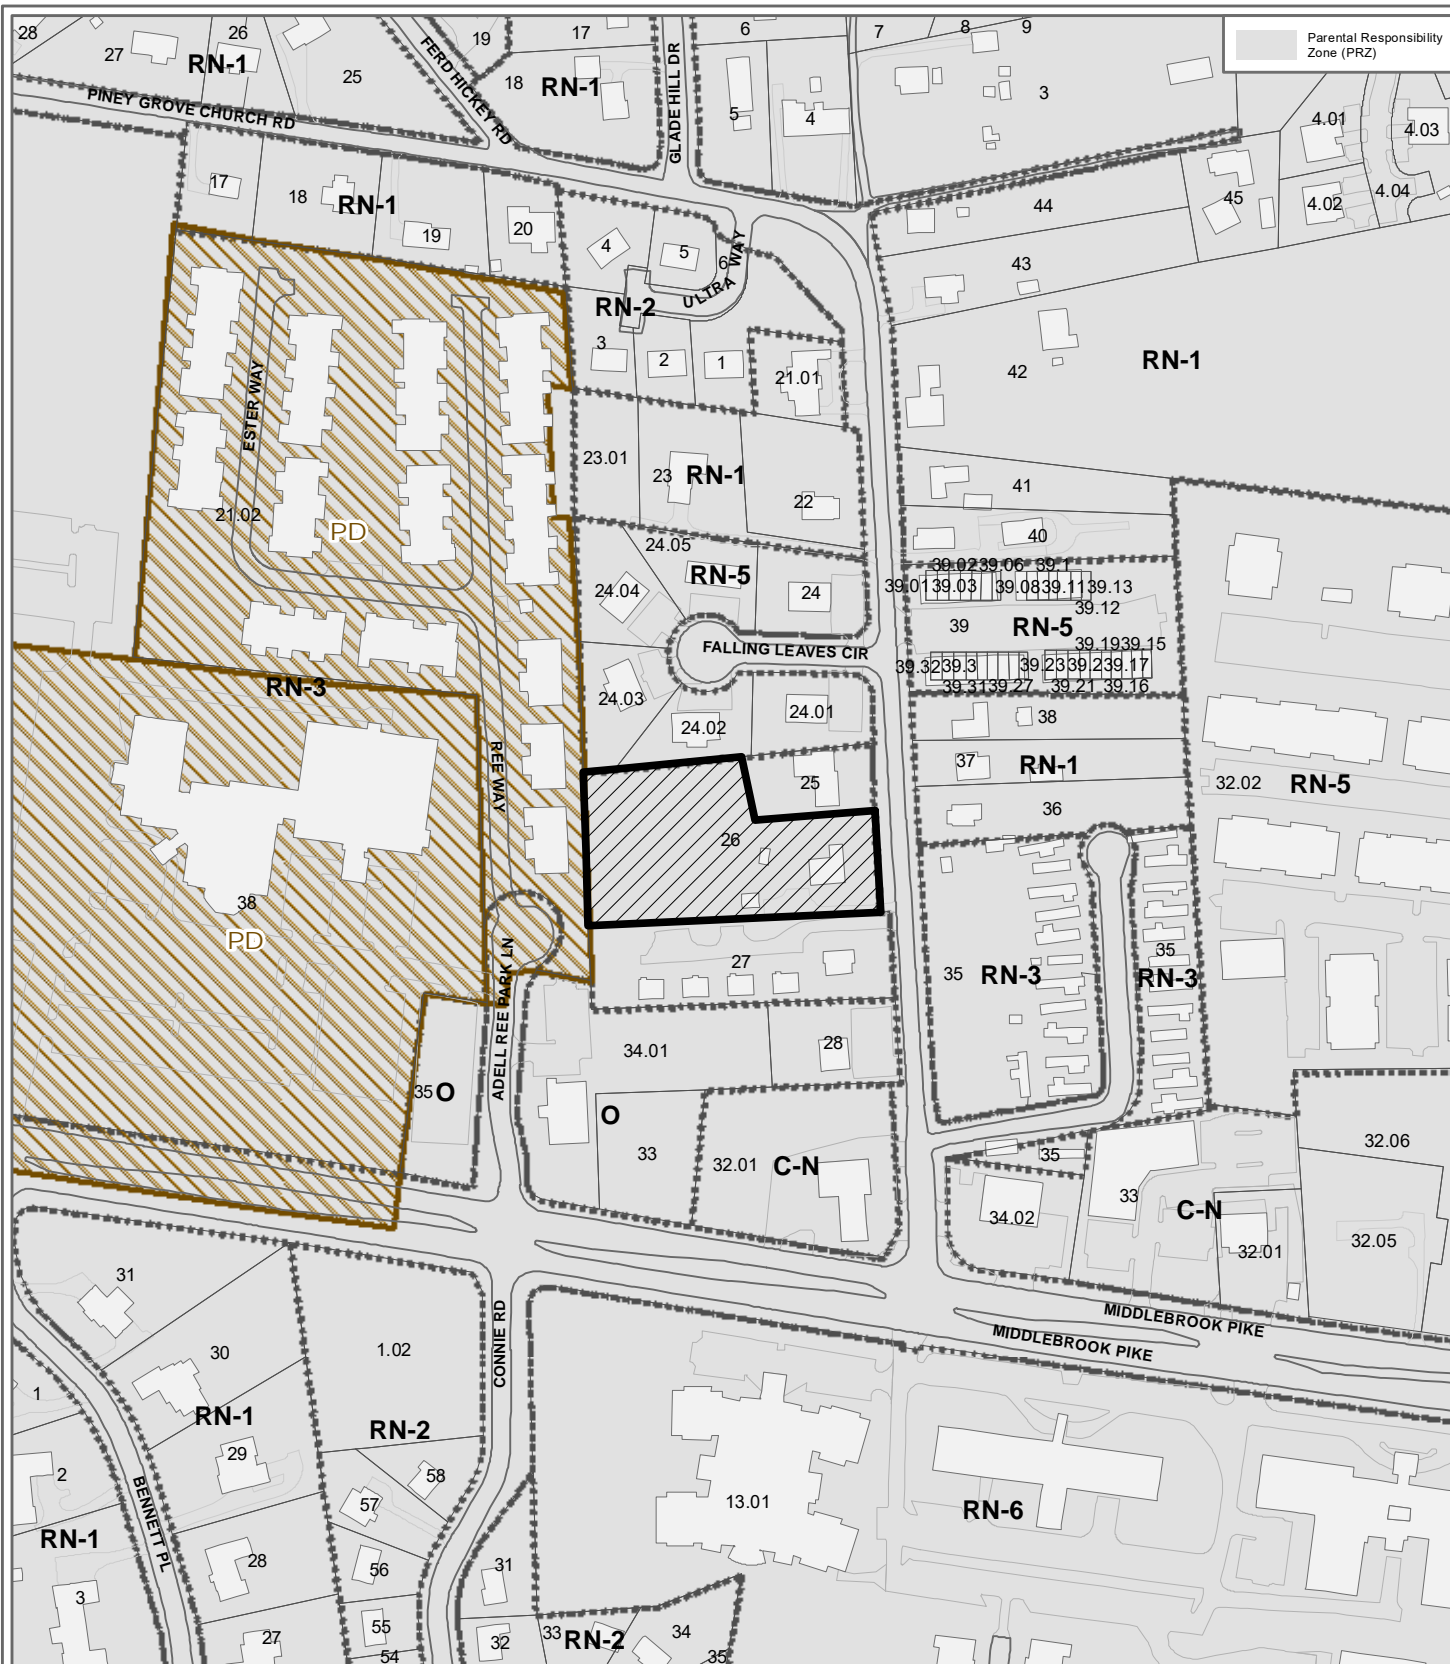 28
27
26
RN-1
25
19
17
18
RN-1
6
7
8
9
Parental Responsibility
Zone (PRZ)
FERD HICKEY RD
GLADE HILL DR
PINEY GROVE CHURCH RD
5
4
3
4.01
4.03
4.02
4.04
45
44
43
17
18
RN-1
19
20
4
5
6
ULTRA WAY
RN-2
3
2
1
21.01
42
RN-1
ESTER WAY
21.02
PD
23.01
23
RN-1
22
41
40
24.05
RN-5
24.04
24
39.02
39.06
39.1
39.01
39.03
39.08
39.11
39.13
39.12
39
RN-5
39.19
39.15
FALLING LEAVES CIR
39.32
39.3
39.23
39.2
39.17
39.31
39.27
39.21
39.16
RN-3
24.03
24.02
24.01
38
REE WAY
37
RN-1
25
32.02
RN-5
36
26
38
PD
27
35
RN-3
35
RN-3
ADELL REE PARK LN
34.01
28
35
O
O
33
32.01
C-N
35
32.06
33
C-N
34.02
32.01
32.05
31
MIDDLEBROOK PIKE
MIDDLEBROOK PIKE
CONNIE RD
30
1.02
1
RN-1
RN-2
29
2
58
57
BENNETT PL
13.01
RN-6
RN-1
28
56
31
3
55
27
54
32
33
RN-2
34
35